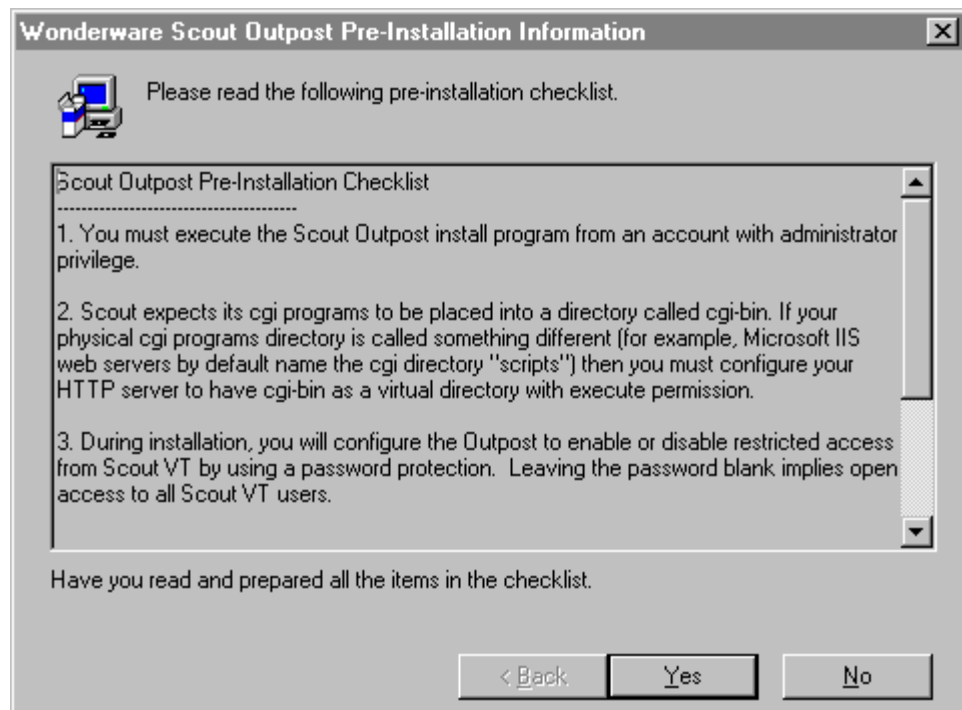 Wonderware Scout Outpost Pre-Installation Information
Please read the following pre-installation checklist.
Scout Outpost Pre-Installation Checklist
----------------------------------------
1. You must execute the Scout Outpost install program from an account with administrator
privilege.
2. Scout expects its cgi programs to be placed into a directory called cgi-bin. If your
physical cgi programs directory is called something different (for example, Microsoft IIS
web servers by default name the cgi directory "scripts") then you must configure your
HTTP server to have cgi-bin as a virtual directory with execute permission.
3. During installation, you will configure the Outpost to enable or disable restricted access
from Scout VT by using a password protection.  Leaving the password blank implies open
access to all Scout VT users.
Have you read and prepared all the items in the checklist.
< Back
Yes
No